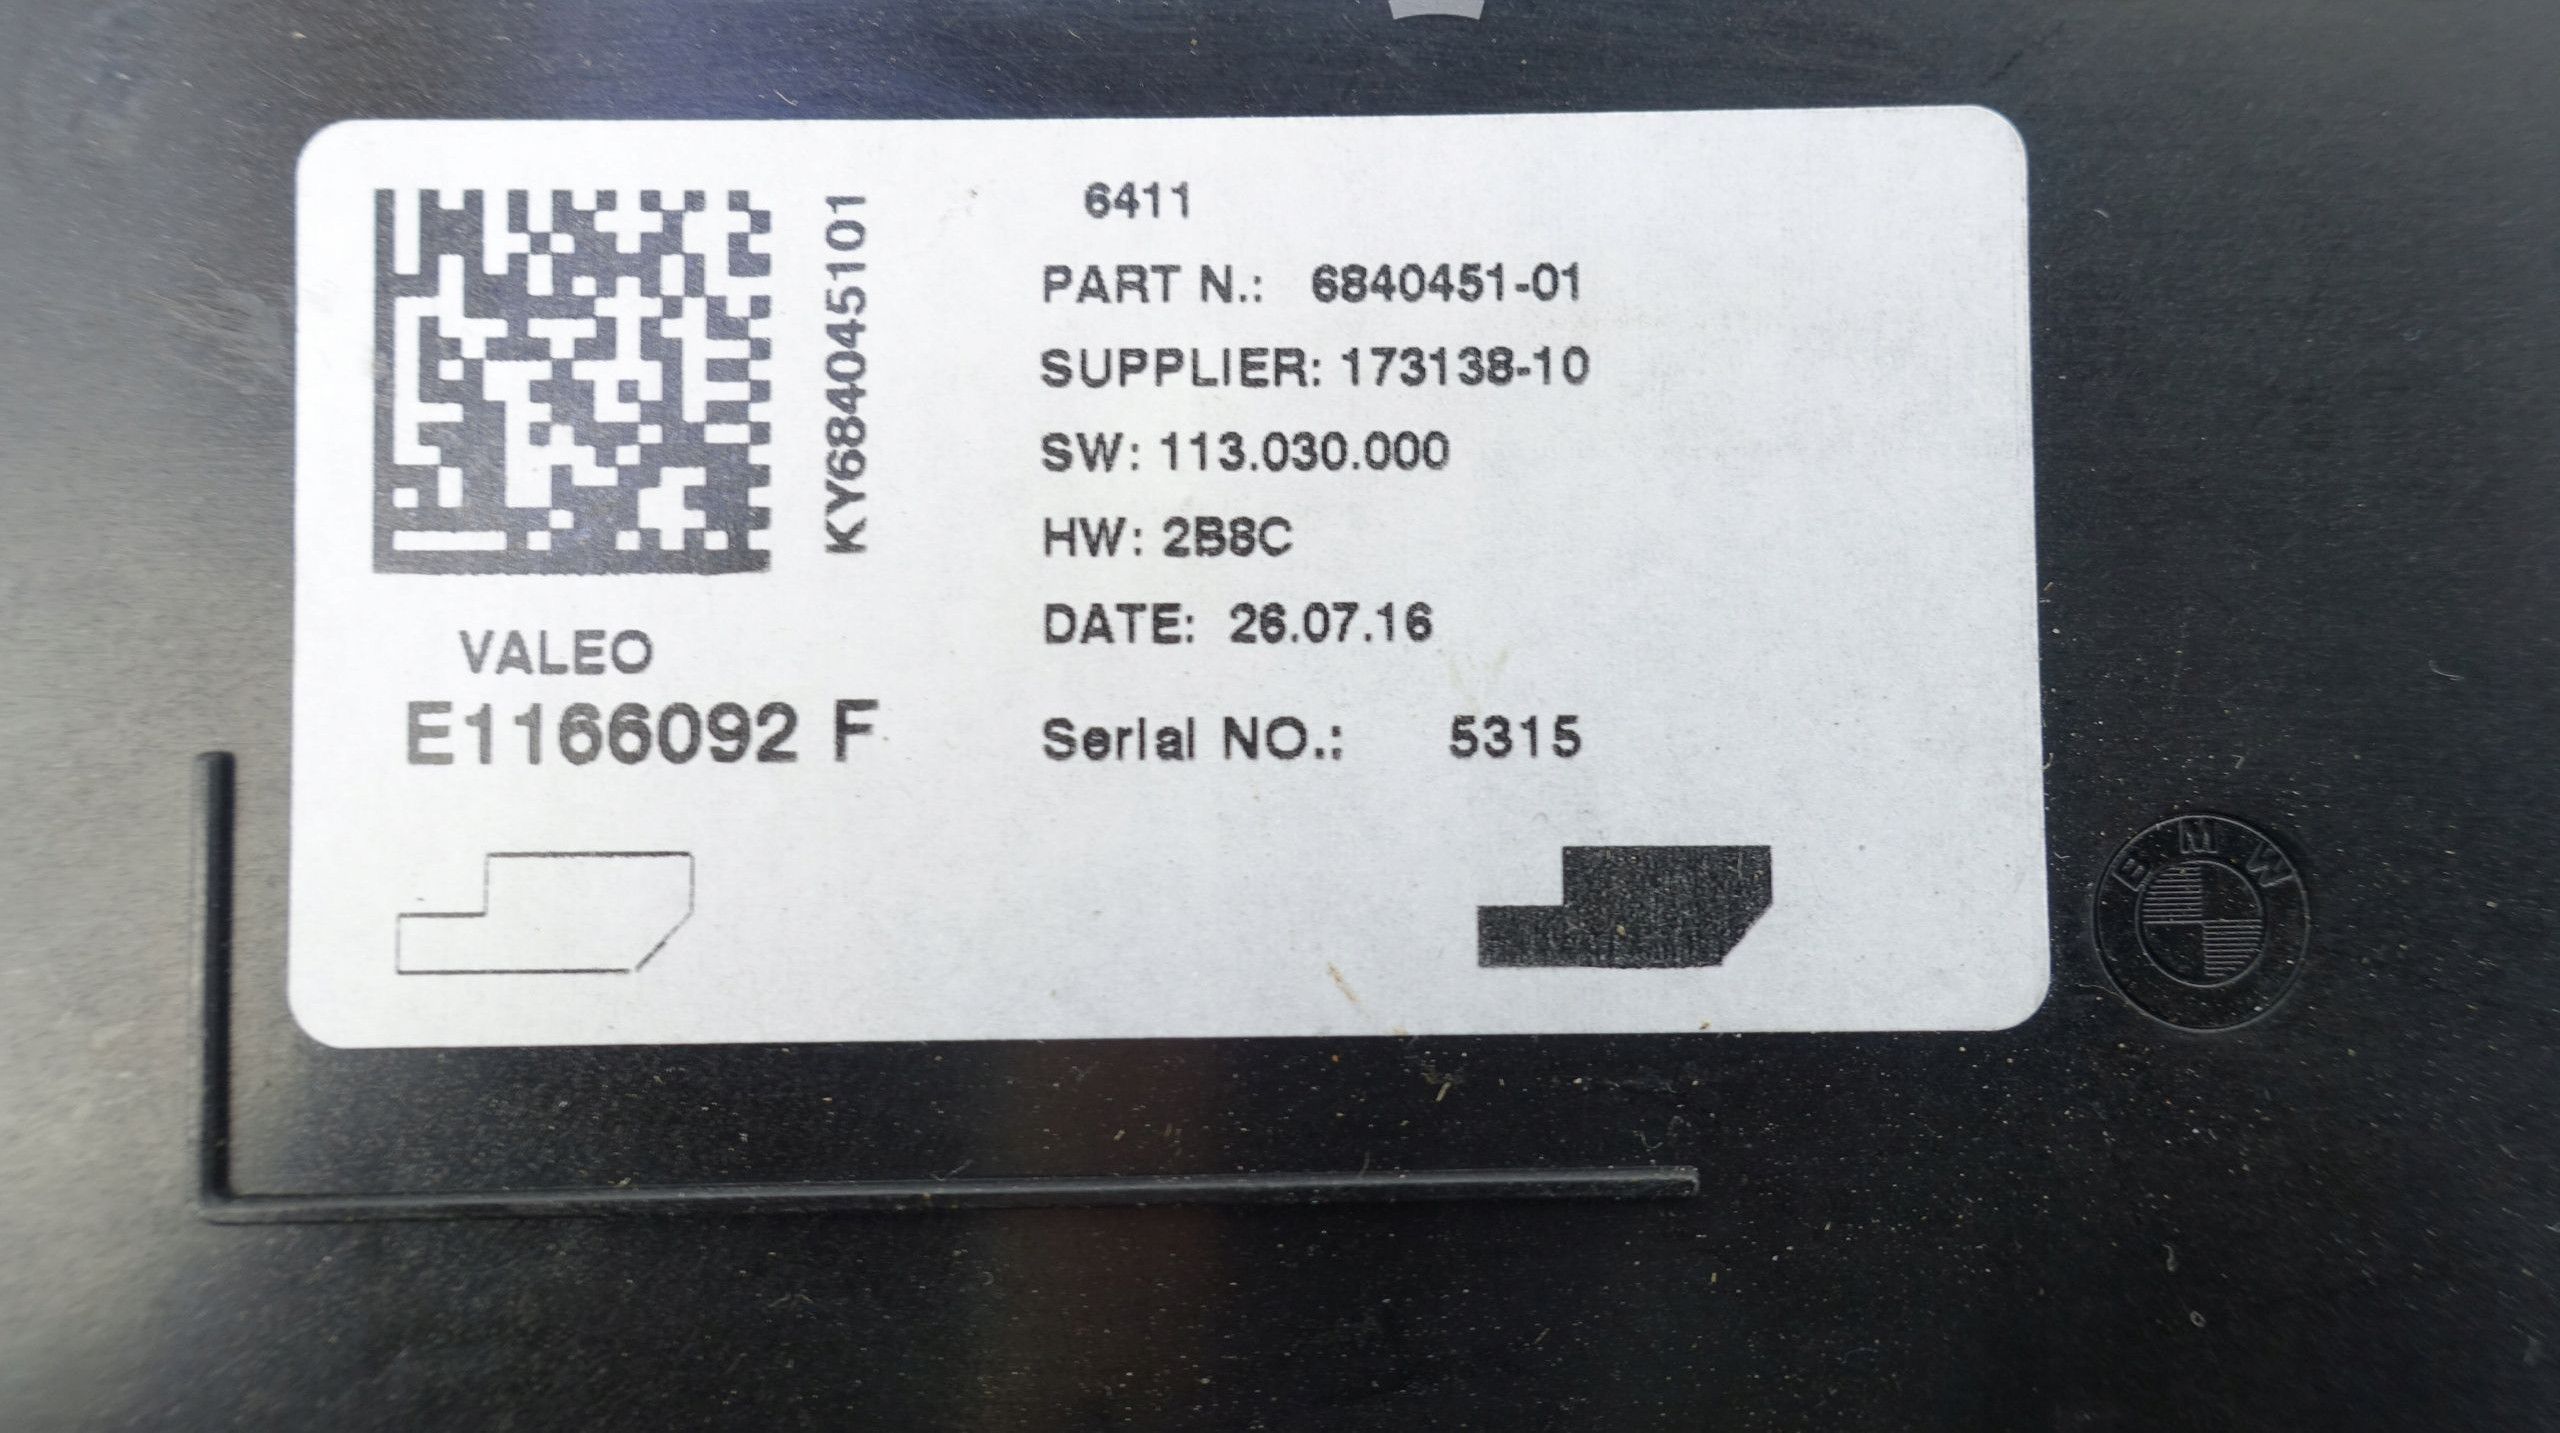 6411
PART N.: 6840451-01
SUPPLIER: 173138-10
SW: 113.030.000
HW: 2B8C
DATE: 26.07.16
Serial NO.: 5315
KY684045101
VALEO
E1166092 F
BMW